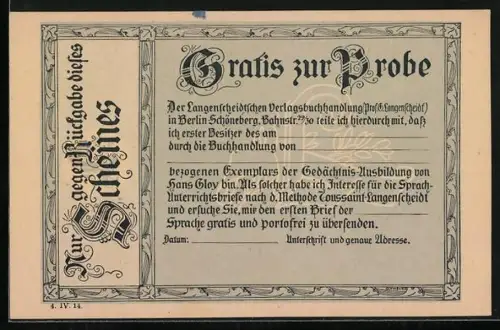 Nur gegen Rückgabe dieses
Scheines
Gratis zur Probe
Der Langenscheidtschen Verlagsbuchhandlung (Prof. G. Langenscheidt)
in Berlin-Schöneberg, Bahnstr. 29/30 teile ich hierdurch mit, daß
ich erster Besitzer des am
durch die Buchhandlung von
bezogenen Exemplars der Gedächtnis-Ausbildung von
Hans Gloy bin. Als solcher habe ich Interesse für die Sprach-
Unterrichtsbriefe nach d. Methode Toussaint-Langenscheidt
und ersuche Sie, mir den ersten Brief der
Sprache gratis und portofrei zu übersenden.
Datum: Unterschrift und genaue Adresse.
4. IV. 14.